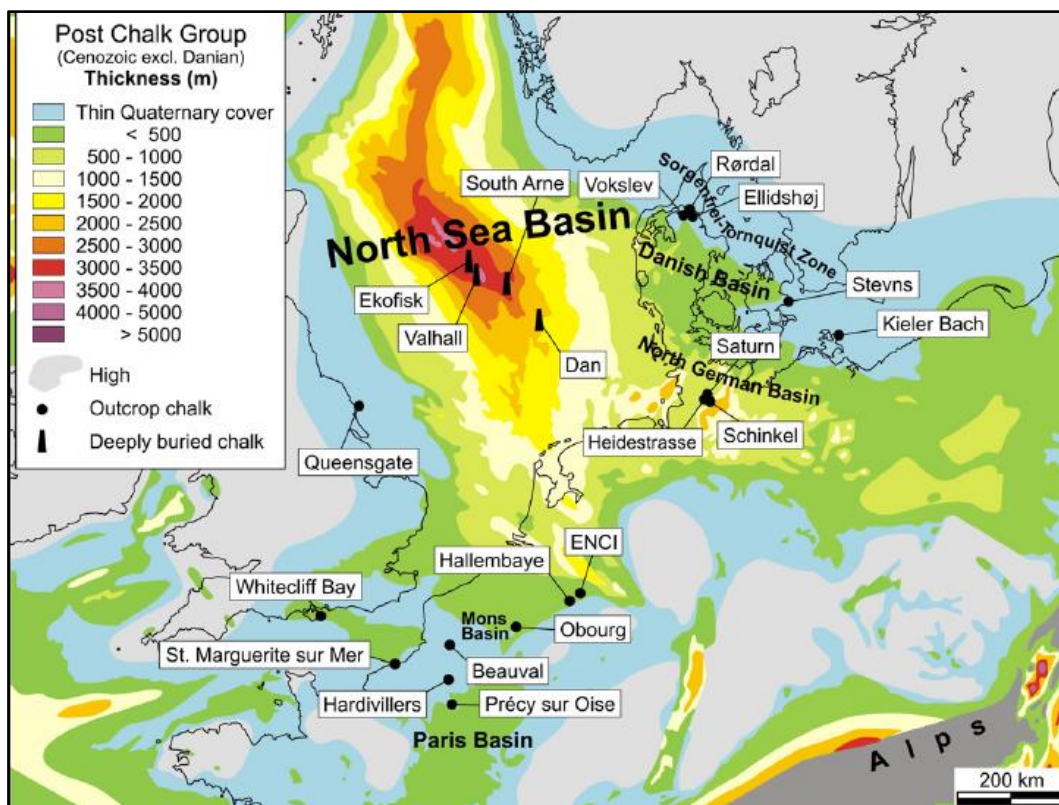 Post Chalk Group
(Cenozoic excl. Danian)
Thickness (m)
Thin Quaternary cover
< 500
500 - 1000
1000 - 1500
1500 - 2000
2000 - 2500
2500 - 3000
3000 - 3500
3500 - 4000
4000 - 5000
> 5000
High
Outcrop chalk
Deeply buried chalk
Rørdal
South Arne
Vokslev
Ellidshøj
Sorgenfrei-Tornquist Zone
North Sea Basin
Danish Basin
Stevns
Ekofisk
Kieler Bach
Valhall
Saturn
Dan
North German Basin
Heidestrasse
Schinkel
Queensgate
ENCI
Hallembaye
Whitecliff Bay
Mons
Basin
Obourg
St. Marguerite sur Mer
Beauval
Hardivillers
Précy sur Oise
Paris Basin
Alps
200 km